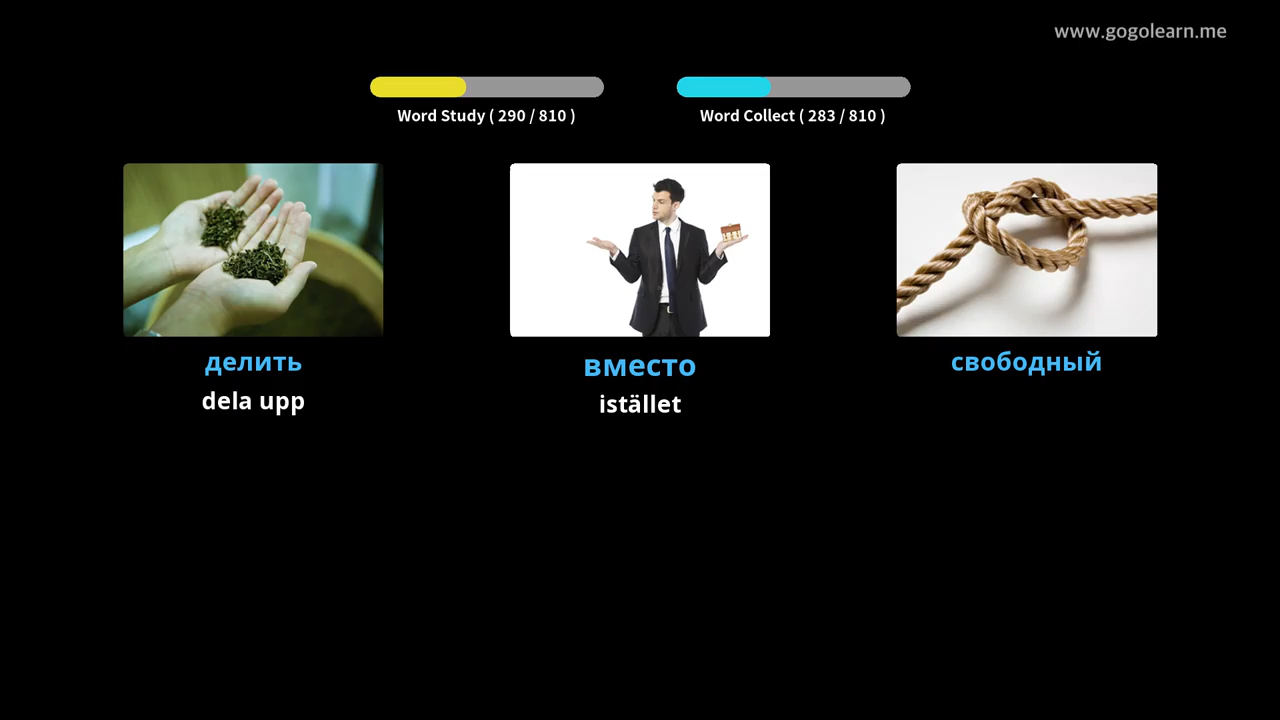 www.gogolearn.me
Word Study ( 290 / 810 )
Word Collect ( 283 / 810 )
делить
dela upp
вместо
istället
свободный